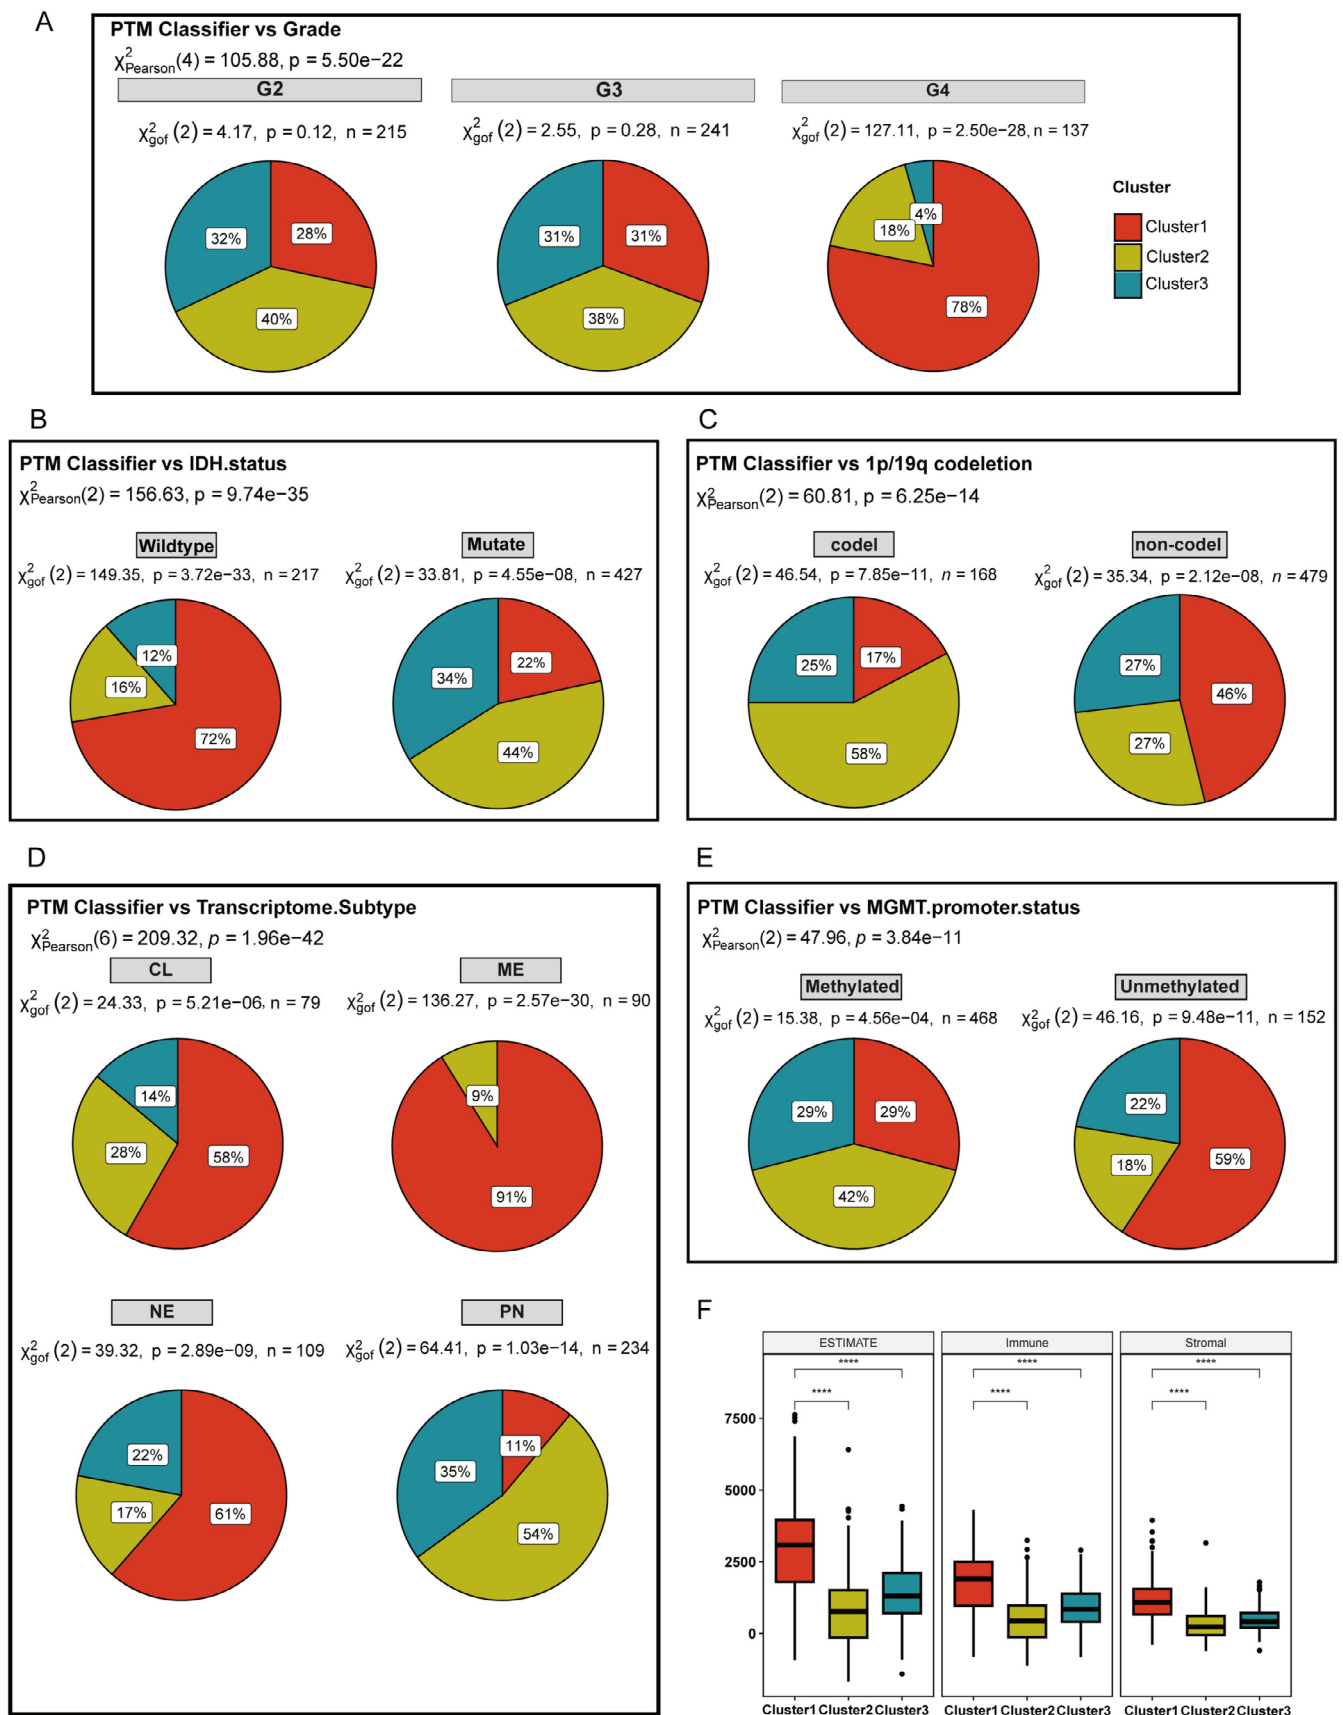 A
PTM Classifier vs Grade
χ²Pearson(4) = 105.88, p = 5.50e−22
G2
G3
G4
χ²gof (2) = 4.17, p = 0.12, n = 215
χ²gof (2) = 2.55, p = 0.28, n = 241
χ²gof (2) = 127.11, p = 2.50e−28, n = 137
32%
28%
40%
31%
31%
38%
4%
18%
78%
Cluster
Cluster1
Cluster2
Cluster3
B
PTM Classifier vs IDH.status
χ²Pearson(2) = 156.63, p = 9.74e−35
Wildtype
Mutate
χ²gof (2) = 149.35, p = 3.72e−33, n = 217
χ²gof (2) = 33.81, p = 4.55e−08, n = 427
12%
16%
72%
22%
34%
44%
C
PTM Classifier vs 1p/19q codeletion
χ²Pearson(2) = 60.81, p = 6.25e−14
codel
non-codel
χ²gof (2) = 46.54, p = 7.85e−11, n = 168
χ²gof (2) = 35.34, p = 2.12e−08, n = 479
25%
17%
58%
27%
46%
27%
D
PTM Classifier vs Transcriptome.Subtype
χ²Pearson(6) = 209.32, p = 1.96e−42
CL
ME
χ²gof (2) = 24.33, p = 5.21e−06, n = 79
χ²gof (2) = 136.27, p = 2.57e−30, n = 90
14%
28%
58%
9%
91%
NE
PN
χ²gof (2) = 39.32, p = 2.89e−09, n = 109
χ²gof (2) = 64.41, p = 1.03e−14, n = 234
22%
17%
61%
11%
35%
54%
E
PTM Classifier vs MGMT.promoter.status
χ²Pearson(2) = 47.96, p = 3.84e−11
Methylated
Unmethylated
χ²gof (2) = 15.38, p = 4.56e−04, n = 468
χ²gof (2) = 46.16, p = 9.48e−11, n = 152
29%
29%
42%
22%
18%
59%
F
ESTIMATE
Immune
Stromal
****
****
****
****
****
****
7500
5000
2500
0
Cluster1 Cluster2 Cluster3
Cluster1 Cluster2 Cluster3
Cluster1 Cluster2 Cluster3